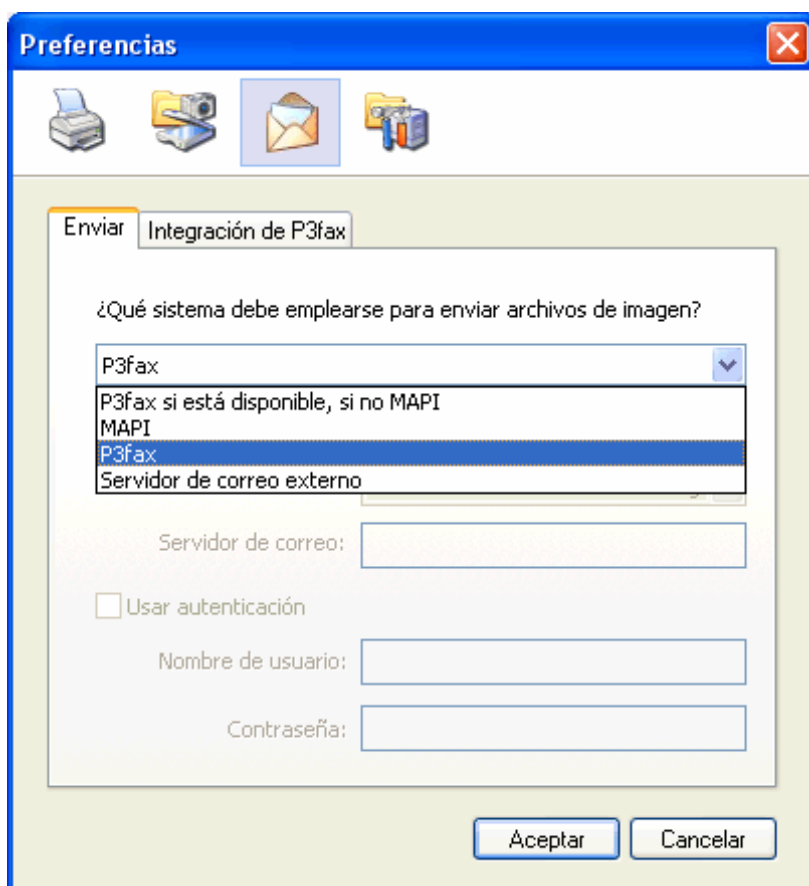 Preferencias
Enviar
Integración de P3fax
¿Qué sistema debe emplearse para enviar archivos de imagen?
P3fax
P3fax si está disponible, si no MAPI
MAPI
P3fax
Servidor de correo externo
Servidor de correo:
Usar autenticación
Nombre de usuario:
Contraseña:
Aceptar
Cancelar